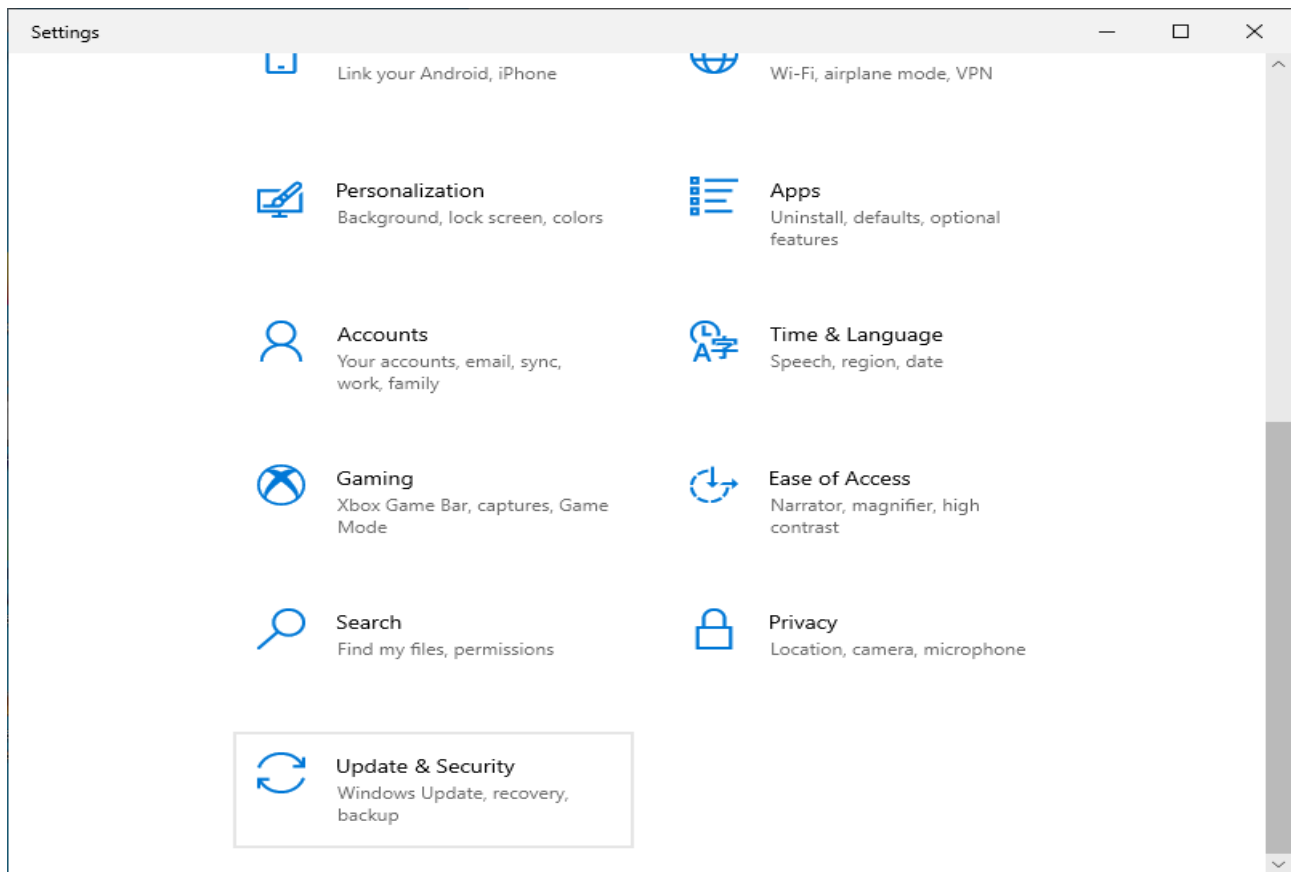 Settings
Link your Android, iPhone
Wi-Fi, airplane mode, VPN
Personalization
Background, lock screen, colors
Apps
Uninstall, defaults, optional
features
Accounts
Your accounts, email, sync,
work, family
Time & Language
Speech, region, date
Gaming
Xbox Game Bar, captures, Game
Mode
Ease of Access
Narrator, magnifier, high
contrast
Search
Find my files, permissions
Privacy
Location, camera, microphone
Update & Security
Windows Update, recovery,
backup